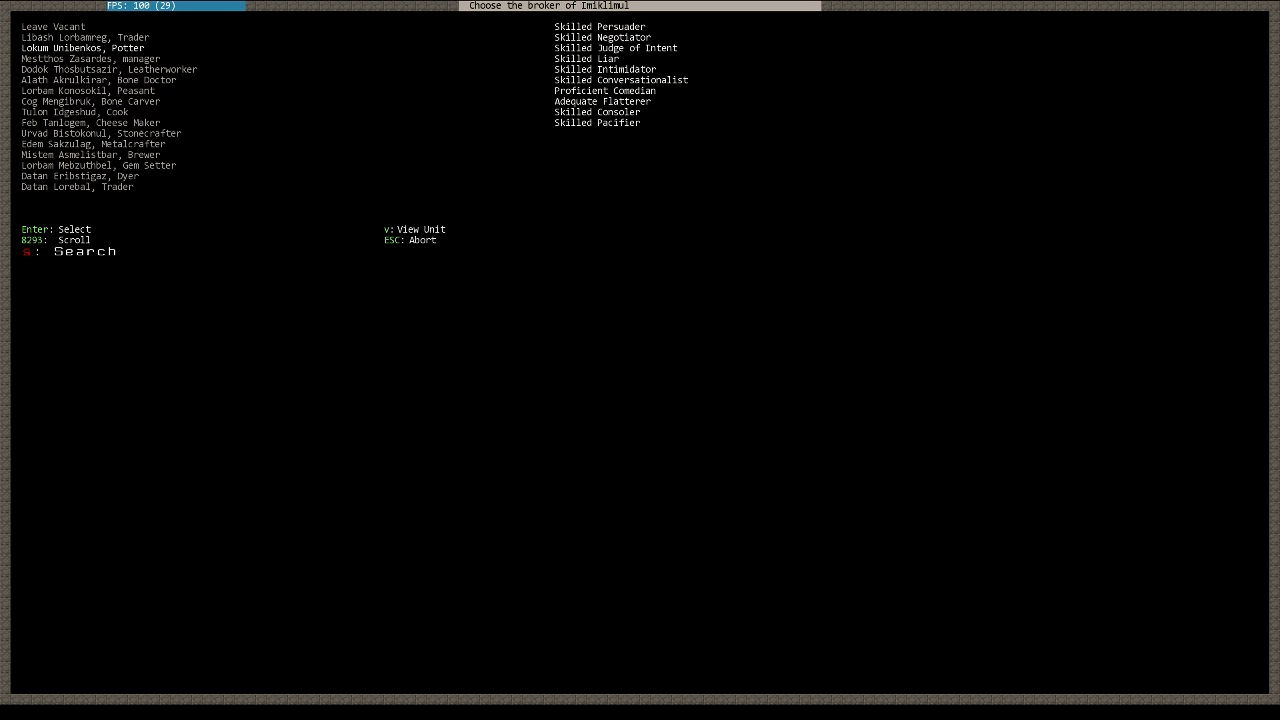 FPS: 100 (29)
Choose the broker of Imiklimul
Leave Vacant
Libash Lorbamreg, Trader
Lokum Unibenkos, Potter
Mestthos Zasardes, manager
Dodok Thosbutsazir, Leatherworker
Alath Akrulkirar, Bone Doctor
Lorbam Konosokil, Peasant
Cog Mengibruk, Bone Carver
Tulon Idgeshud, Cook
Feb Tanlogem, Cheese Maker
Urvad Bistokonul, Stonecrafter
Edem Sakzulag, Metalcrafter
Mistem Asmelistbar, Brewer
Lorbam Mebzuthbel, Gem Setter
Datan Eribstigaz, Dyer
Datan Lorebal, Trader
Skilled Persuader
Skilled Negotiator
Skilled Judge of Intent
Skilled Liar
Skilled Intimidator
Skilled Conversationalist
Proficient Comedian
Adequate Flatterer
Skilled Consoler
Skilled Pacifier
Enter: Select
8293: Scroll
s: Search
v: View Unit
ESC: Abort